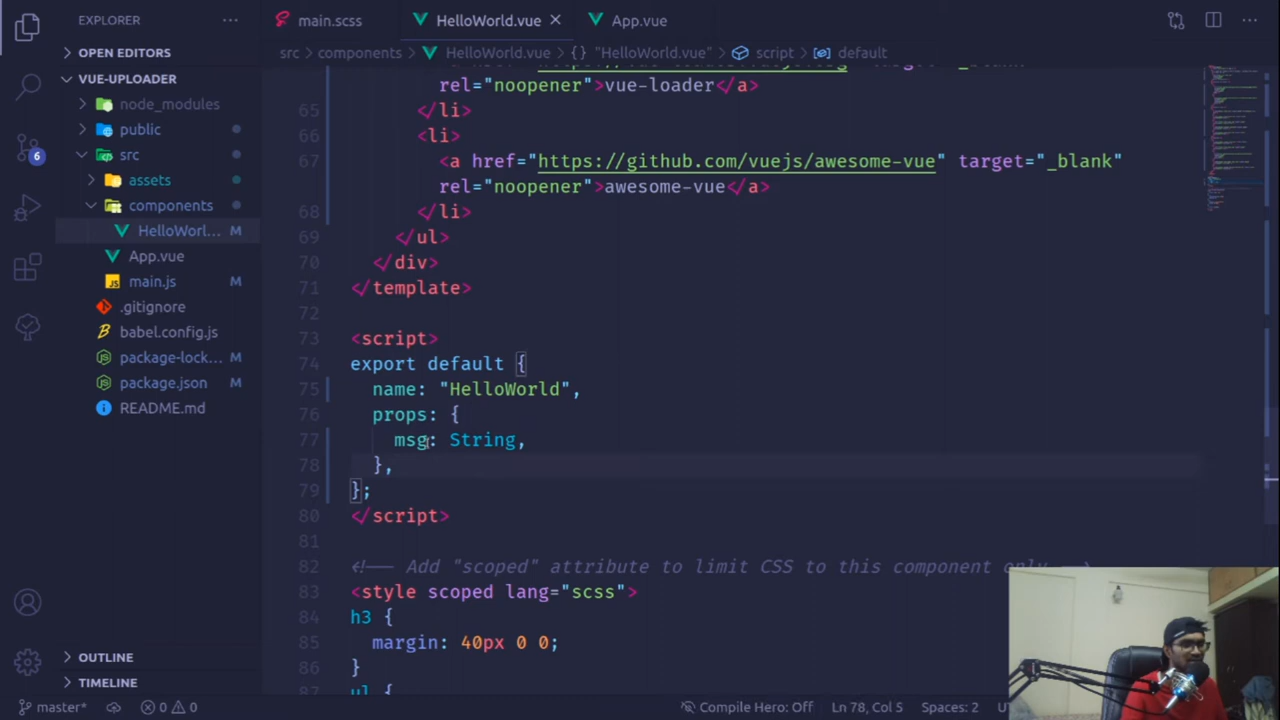 EXPLORER
OPEN EDITORS
VUE-UPLOADER
node_modules
public
src
assets
components
HelloWorl... M
App.vue
main.js M
.gitignore
babel.config.js
package-lock... M
package.json M
README.md
OUTLINE
TIMELINE
6
main.scss HelloWorld.vue App.vue
src › components › HelloWorld.vue › {} "HelloWorld.vue" › script › default
rel="noopener">vue-loader</a>
65 </li>
66 <li>
67 <a href="https://github.com/vuejs/awesome-vue" target="_blank"
rel="noopener">awesome-vue</a>
68 </li>
69 </ul>
70 </div>
71 </template>
72
73 <script>
74 export default {
75 name: "HelloWorld",
76 props: {
77 msg: String,
78 },
79 };
80 </script>
81
82 <!-- Add "scoped" attribute to limit CSS to this component only -->
83 <style scoped lang="scss">
84 h3 {
85 margin: 40px 0 0;
86 }
87 ul {
master* 0 0 Compile Hero: Off Ln 78, Col 5 Spaces: 2